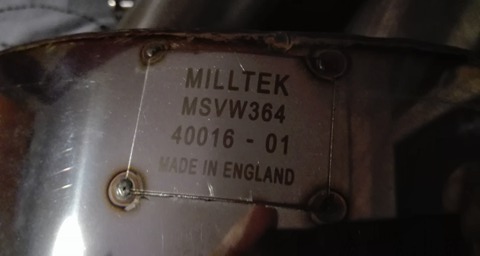 MILLTEK
MSVW364
40016 - 01
MADE IN ENGLAND